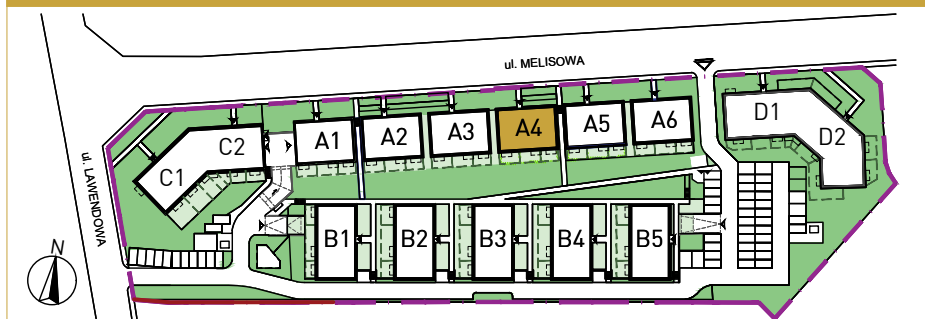 ul. MELISOWA
ul. LAWENDOWA
D1
D2
C2
C1
A1
A2
A3
A4
A5
A6
B1
B2
B3
B4
B5
N